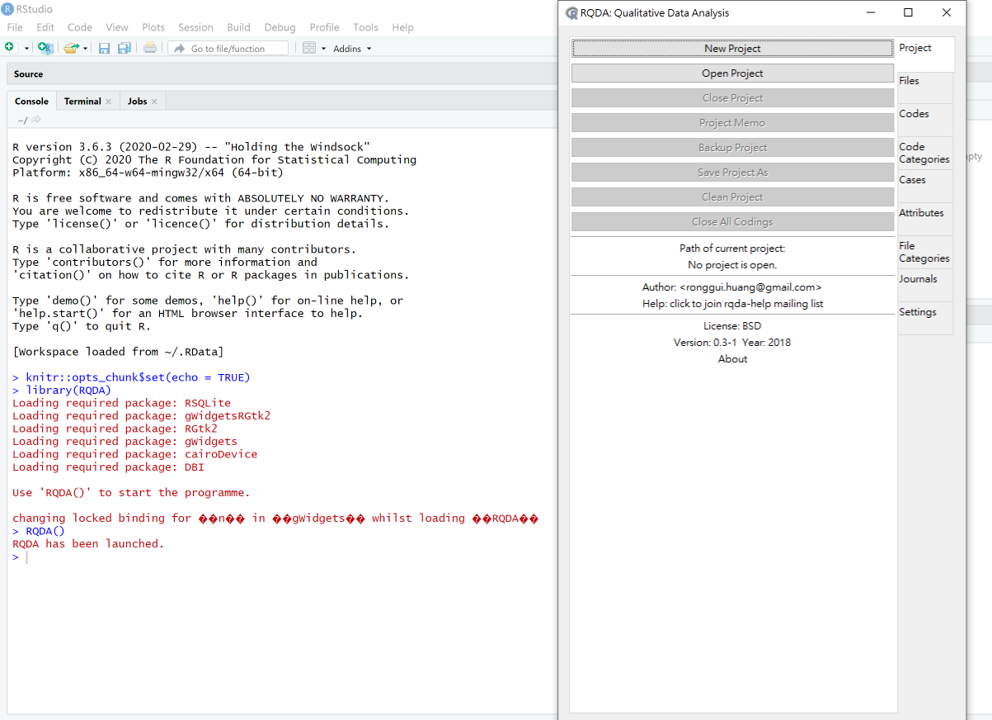 RStudio
File Edit Code View Plots Session Build Debug Profile Tools Help
Go to file/function Addins
Source
Console Terminal Jobs
~/
R version 3.6.3 (2020-02-29) -- "Holding the Windsock"
Copyright (C) 2020 The R Foundation for Statistical Computing
Platform: x86_64-w64-mingw32/x64 (64-bit)
R is free software and comes with ABSOLUTELY NO WARRANTY.
You are welcome to redistribute it under certain conditions.
Type 'license()' or 'licence()' for distribution details.
R is a collaborative project with many contributors.
Type 'contributors()' for more information and
'citation()' on how to cite R or R packages in publications.
Type 'demo()' for some demos, 'help()' for on-line help, or
'help.start()' for an HTML browser interface to help.
Type 'q()' to quit R.
[Workspace loaded from ~/.RData]
> knitr::opts_chunk$set(echo = TRUE)
> library(RQDA)
Loading required package: RSQLite
Loading required package: gWidgetsRGtk2
Loading required package: RGtk2
Loading required package: gWidgets
Loading required package: cairoDevice
Loading required package: DBI
Use 'RQDA()' to start the programme.
changing locked binding for ��n�� in ��gWidgets�� whilst loading ��RQDA��
> RQDA()
RQDA has been launched.
>
RQDA: Qualitative Data Analysis
New Project
Open Project
Close Project
Project Memo
Backup Project
Save Project As
Clean Project
Close All Codings
Path of current project:
No project is open.
Author: <ronggui.huang@gmail.com>
Help: click to join rqda-help mailing list
License: BSD
Version: 0.3-1 Year: 2018
About
Project
Files
Codes
Code
Categories
Cases
Attributes
File
Categories
Journals
Settings
pty